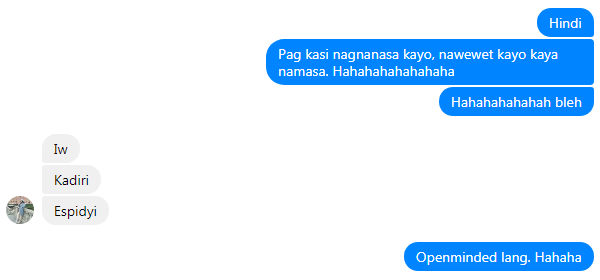 Hindi
Pag kasi nagnanasa kayo, nawewet kayo kaya
namasa. Hahahahahahahaha
Hahahahahahah bleh
Iw
Kadiri
Espidyi
Openminded lang. Hahaha